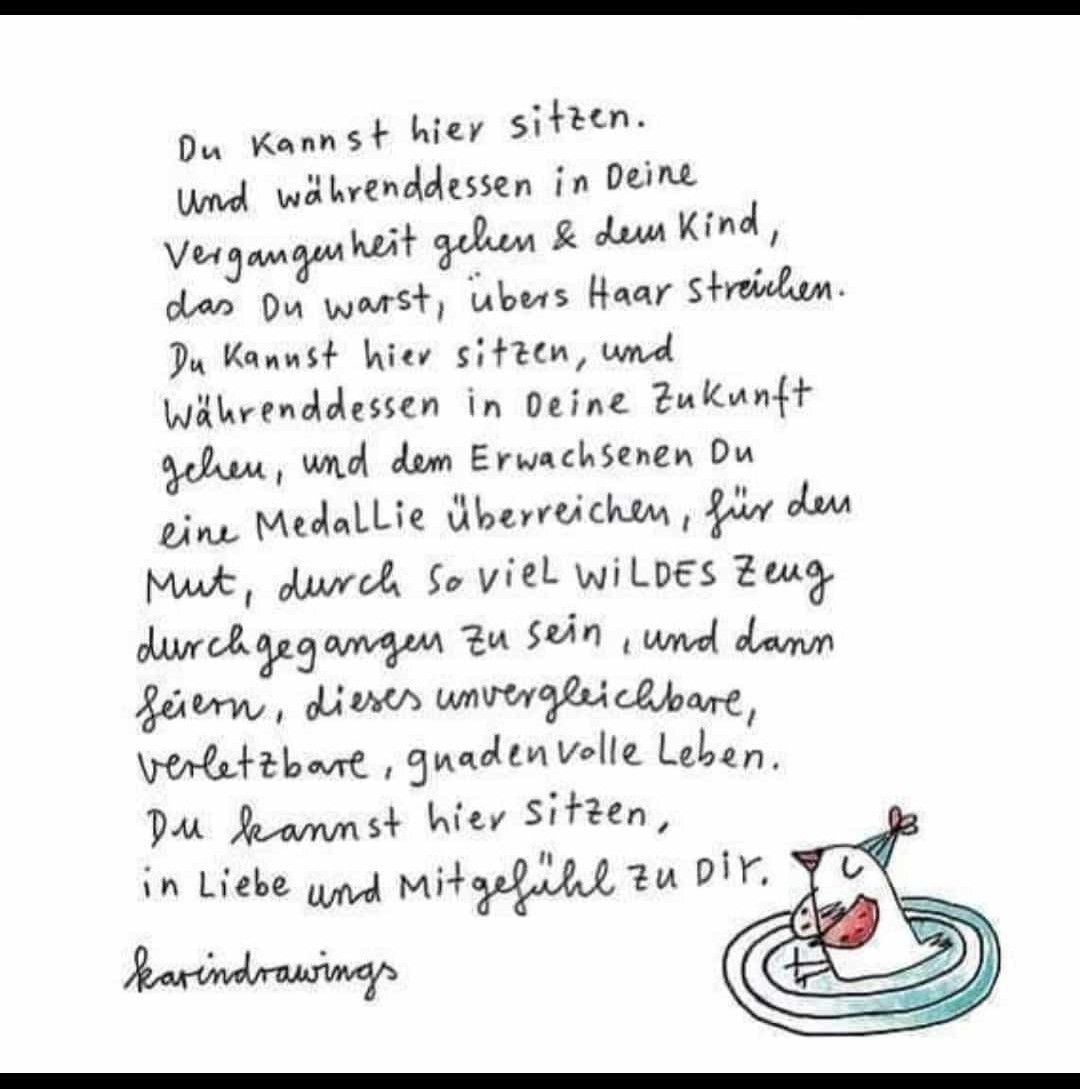 Du kannst hier sitzen.
Und währenddessen in Deine
Vergangenheit gehen & dem Kind,
das Du warst, übers Haar streichen.
Du kannst hier sitzen, und
währenddessen in Deine Zukunft
gehen, und dem Erwachsenen Du
eine Medallie überreichen, für den
Mut, durch so viel WILDES Zeug
durchgegangen zu sein, und dann
feiern, dieses unvergleichbare,
verletzbare, gnadenvolle Leben.
Du kannst hier sitzen,
in Liebe und Mitgefühl zu Dir.
karindrawings